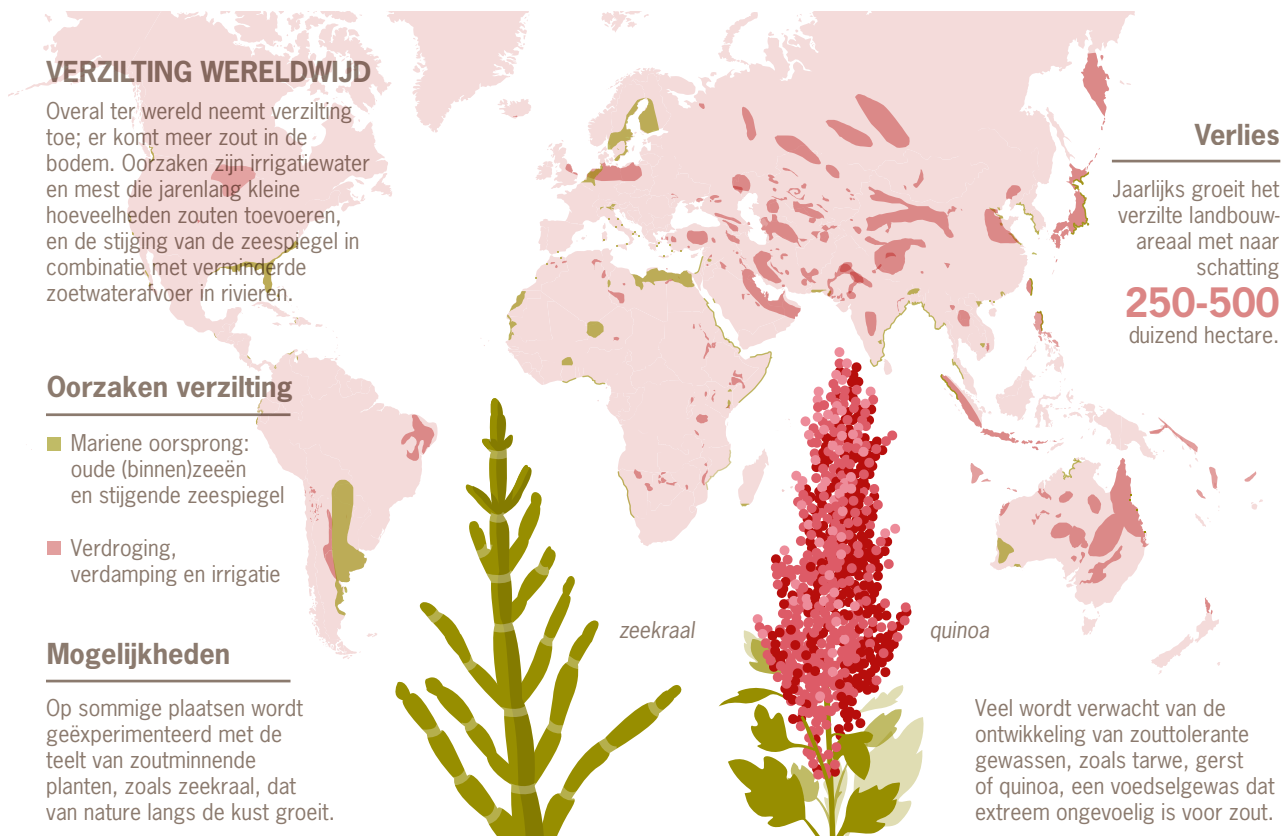 VERZILTING WERELDWIJD
Overal ter wereld neemt verzilting
toe; er komt meer zout in de
bodem. Oorzaken zijn irrigatiewater
en mest die jarenlang kleine
hoeveelheden zouten toevoeren,
en de stijging van de zeespiegel in
combinatie met verminderde
zoetwaterafvoer in rivieren.
Verlies
Jaarlijks groeit het
verzilte landbouw-
areaal met naar
schatting
250-500
duizend hectare.
Oorzaken verzilting
Mariene oorsprong:
oude (binnen)zeeën
en stijgende zeespiegel
Verdroging,
verdamping en irrigatie
Mogelijkheden
Op sommige plaatsen wordt
geëxperimenteerd met de
teelt van zoutminnende
planten, zoals zeekraal, dat
van nature langs de kust groeit.
zeekraal
quinoa
Veel wordt verwacht van de
ontwikkeling van zouttolerante
gewassen, zoals tarwe, gerst
of quinoa, een voedselgewas dat
extreem ongevoelig is voor zout.